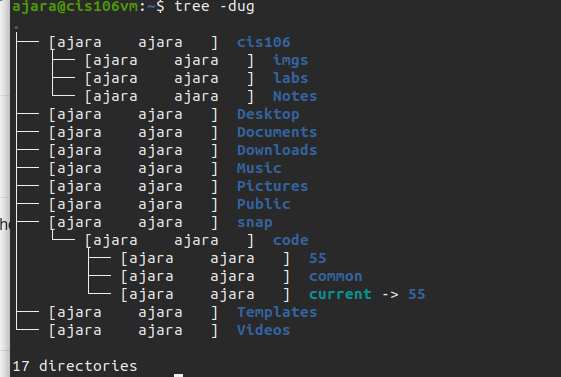 ajara@cis106vm:~$ tree -dug
.
├── [ajara    ajara   ]  cis106
│   ├── [ajara    ajara   ]  imgs
│   ├── [ajara    ajara   ]  labs
│   └── [ajara    ajara   ]  Notes
├── [ajara    ajara   ]  Desktop
├── [ajara    ajara   ]  Documents
├── [ajara    ajara   ]  Downloads
├── [ajara    ajara   ]  Music
├── [ajara    ajara   ]  Pictures
├── [ajara    ajara   ]  Public
├── [ajara    ajara   ]  snap
│   └── [ajara    ajara   ]  code
│       ├── [ajara    ajara   ]  55
│       ├── [ajara    ajara   ]  common
│       └── [ajara    ajara   ]  current -> 55
├── [ajara    ajara   ]  Templates
└── [ajara    ajara   ]  Videos
17 directories